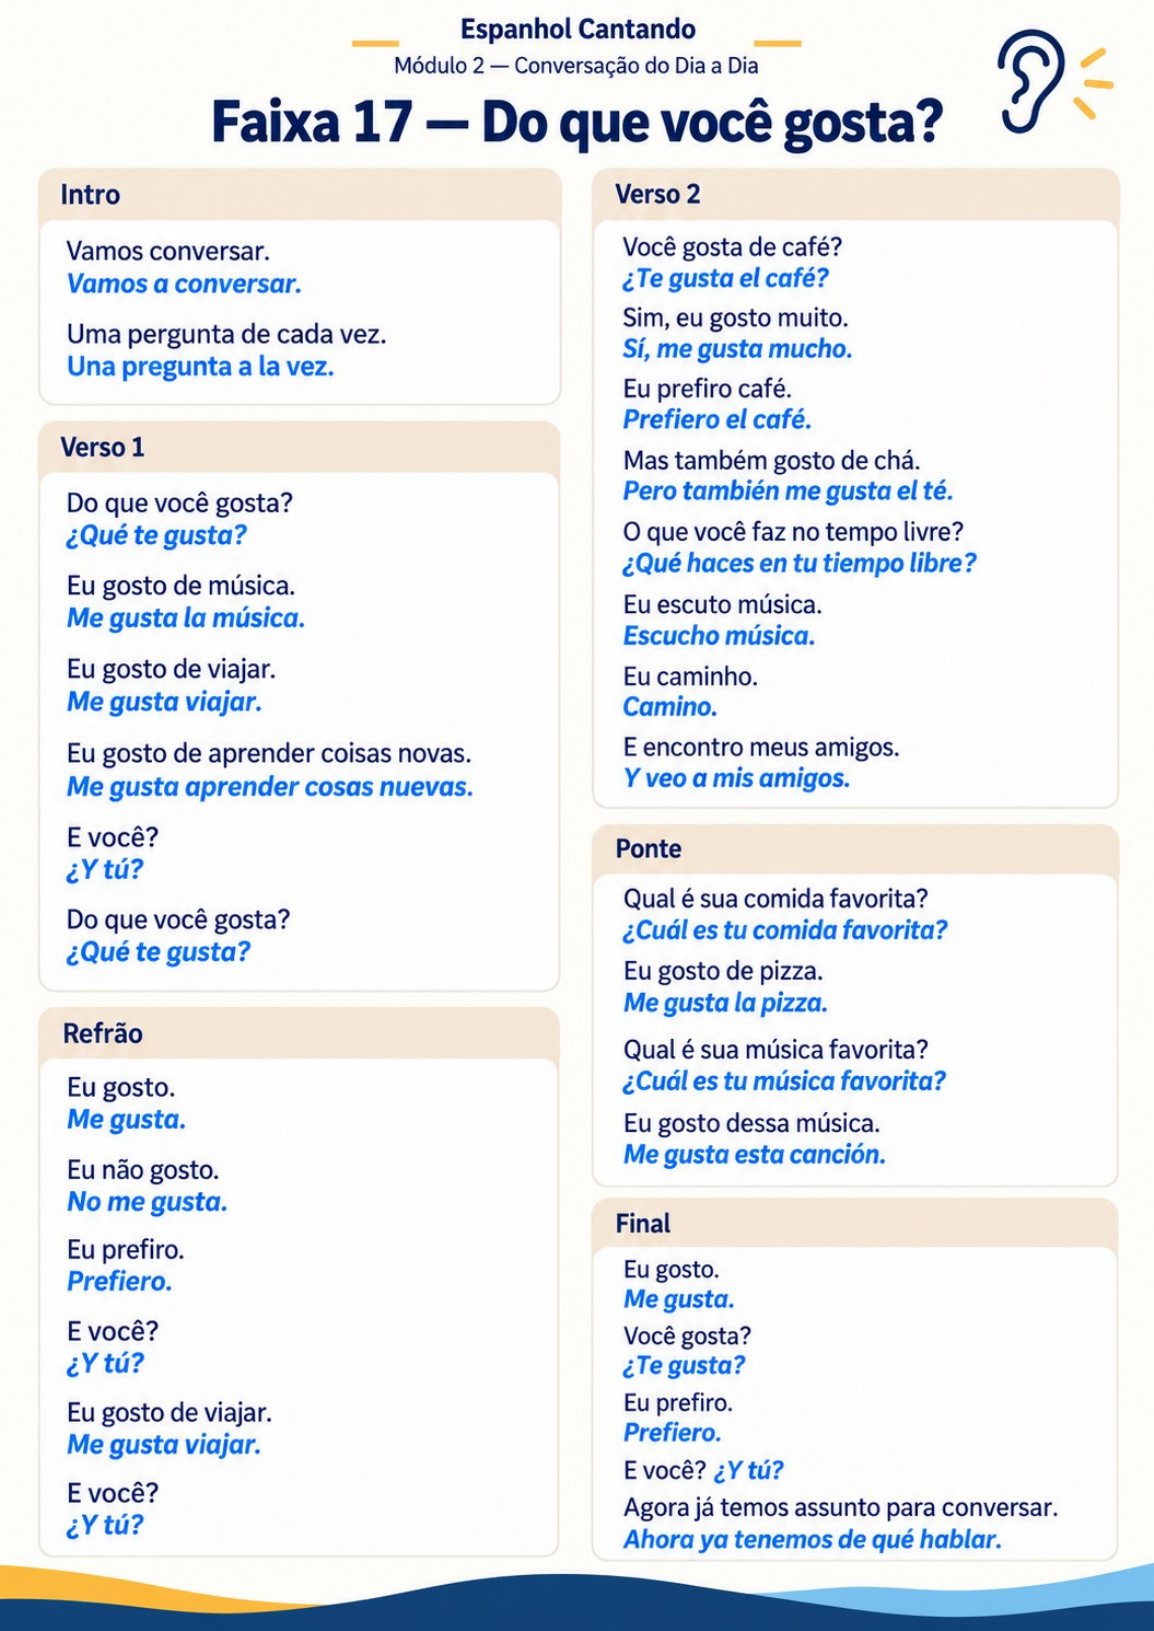 Espanhol Cantando
Módulo 2 — Conversação do Dia a Dia
Faixa 17 — Do que você gosta?
Intro
Vamos conversar.
Vamos a conversar.
Uma pergunta de cada vez.
Una pregunta a la vez.
Verso 1
Do que você gosta?
¿Qué te gusta?
Eu gosto de música.
Me gusta la música.
Eu gosto de viajar.
Me gusta viajar.
Eu gosto de aprender coisas novas.
Me gusta aprender cosas nuevas.
E você?
¿Y tú?
Do que você gosta?
¿Qué te gusta?
Refrão
Eu gosto.
Me gusta.
Eu não gosto.
No me gusta.
Eu prefiro.
Prefiero.
E você?
¿Y tú?
Eu gosto de viajar.
Me gusta viajar.
E você?
¿Y tú?
Verso 2
Você gosta de café?
¿Te gusta el café?
Sim, eu gosto muito.
Sí, me gusta mucho.
Eu prefiro café.
Prefiero el café.
Mas também gosto de chá.
Pero también me gusta el té.
O que você faz no tempo livre?
¿Qué haces en tu tiempo libre?
Eu escuto música.
Escucho música.
Eu caminho.
Camino.
E encontro meus amigos.
Y veo a mis amigos.
Ponte
Qual é sua comida favorita?
¿Cuál es tu comida favorita?
Eu gosto de pizza.
Me gusta la pizza.
Qual é sua música favorita?
¿Cuál es tu música favorita?
Eu gosto dessa música.
Me gusta esta canción.
Final
Eu gosto.
Me gusta.
Você gosta?
¿Te gusta?
Eu prefiro.
Prefiero.
E você? ¿Y tú?
Agora já temos assunto para conversar.
Ahora ya tenemos de qué hablar.